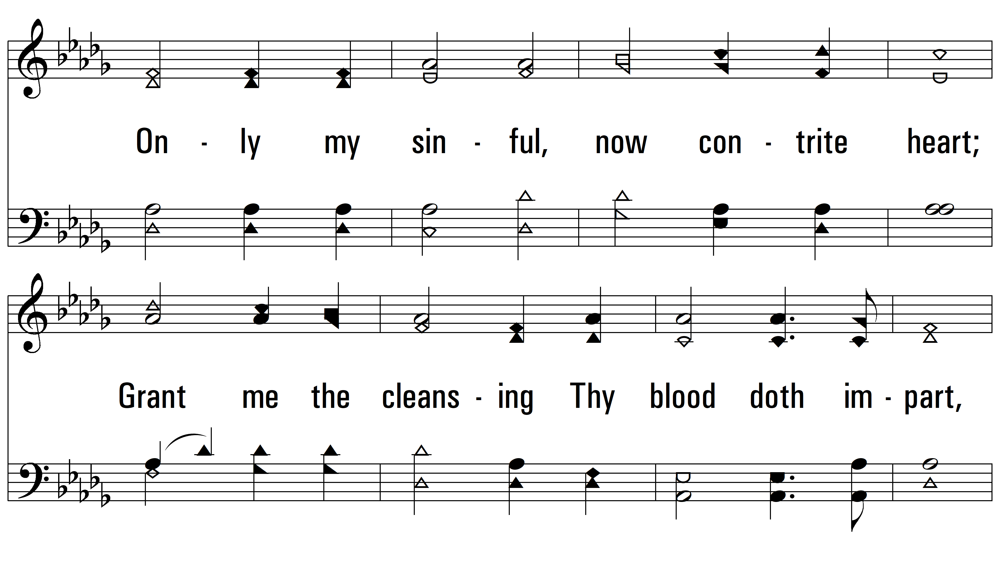 On - ly my sin - ful, now con - trite heart;
Grant me the cleans - ing Thy blood doth im - part,